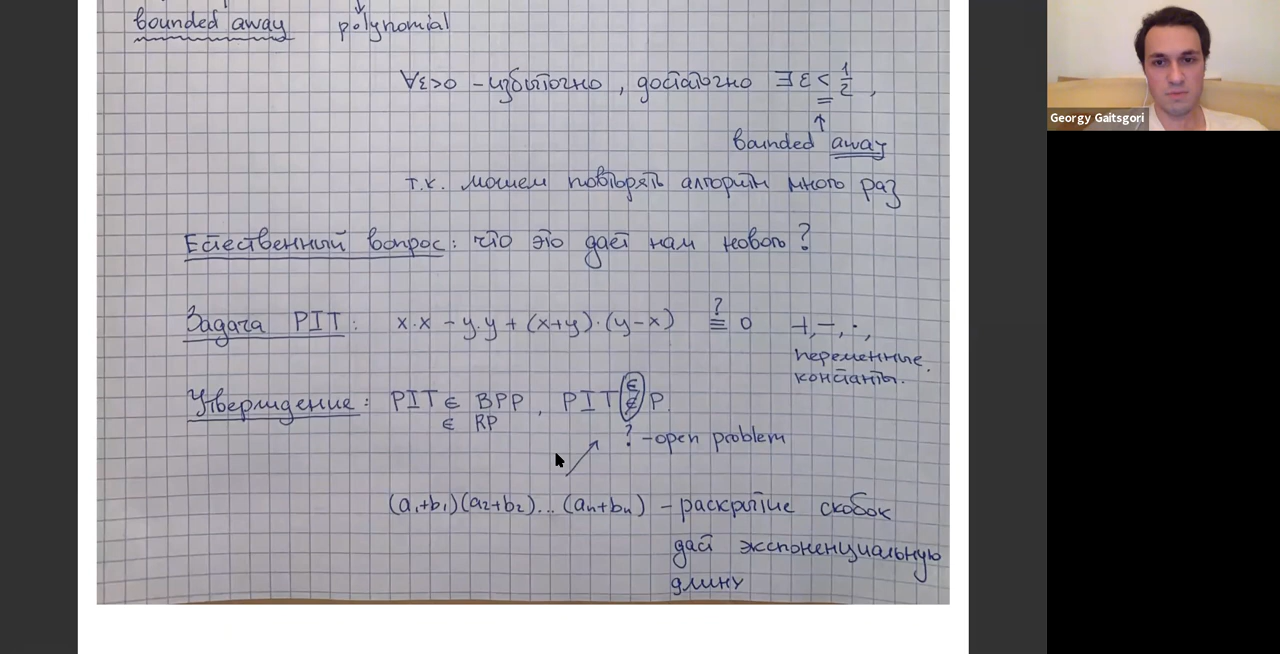 bounded away polynomial
∀ε>0 – избыточно, достаточно ∃ε < 1/2,
bounded away
т.к. можем повторять алгоритм много раз
Естественный вопрос: что это даёт нам нового?
Задача PIT: x·x – y·y + (x+y)·(y–x) ≡? 0 +, –, ·,
переменные,
константы.
Утверждение: PIT ∈ BPP, PIT ∈ ∉ P.
∈ RP
? – open problem
(a₁+b₁)(a₂+b₂)...(aₙ+bₙ) – раскрытие скобок
даст экспоненциальную
длину
Georgy Gaitsgori